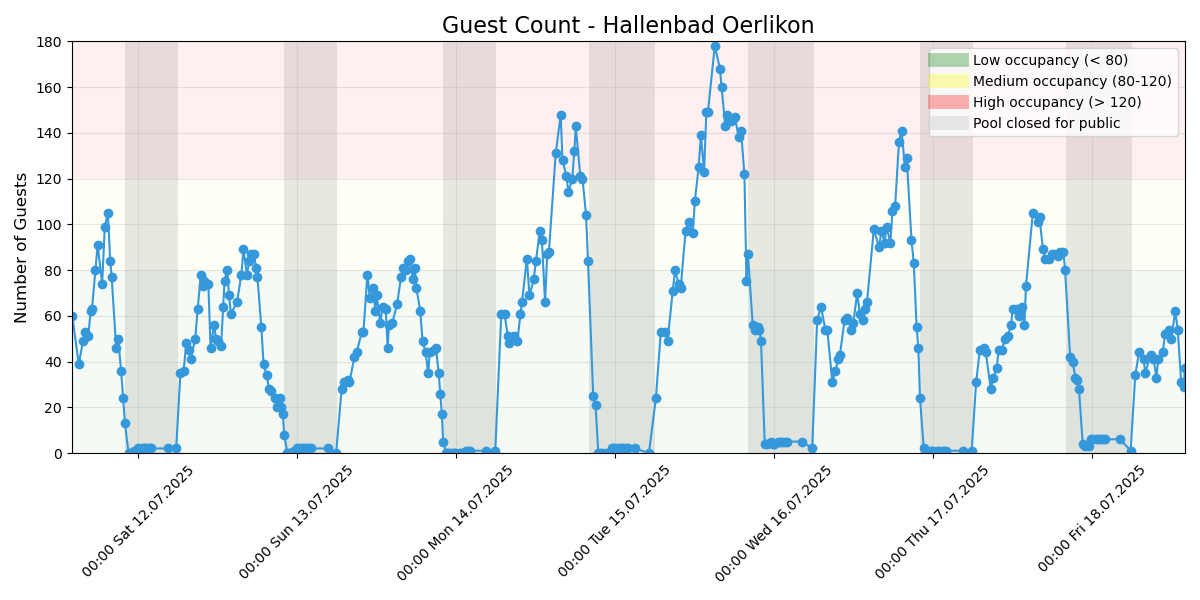 Guest Count - Hallenbad Oerlikon
Number of Guests
180
160
140
120
100
80
60
40
20
0
Low occupancy (< 80)
Medium occupancy (80-120)
High occupancy (> 120)
Pool closed for public
00:00 Sat 12.07.2025
00:00 Sun 13.07.2025
00:00 Mon 14.07.2025
00:00 Tue 15.07.2025
00:00 Wed 16.07.2025
00:00 Thu 17.07.2025
00:00 Fri 18.07.2025